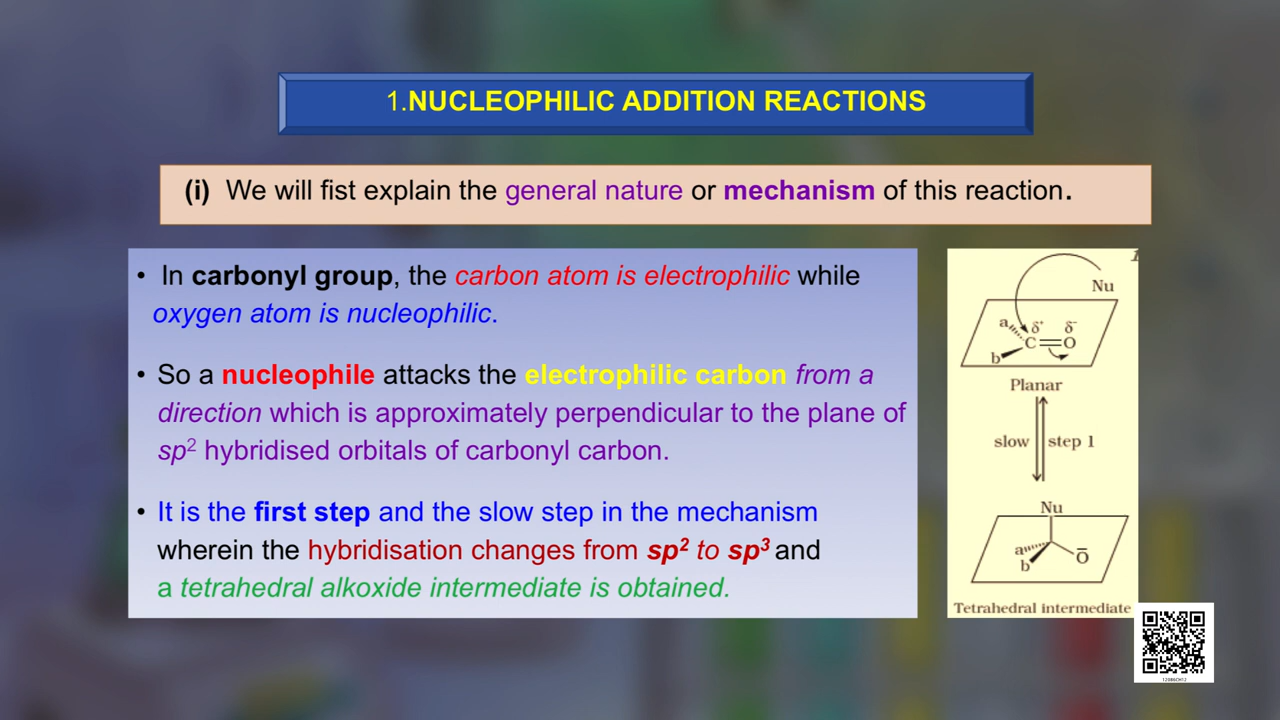 1.NUCLEOPHILIC ADDITION REACTIONS
(i) We will fist explain the general nature or mechanism of this reaction.
• In carbonyl group, the carbon atom is electrophilic while
oxygen atom is nucleophilic.
• So a nucleophile attacks the electrophilic carbon from a
direction which is approximately perpendicular to the plane of
sp² hybridised orbitals of carbonyl carbon.
• It is the first step and the slow step in the mechanism
wherein the hybridisation changes from sp² to sp³ and
a tetrahedral alkoxide intermediate is obtained.
Nu
a δ+ δ-
C=O
b
Planar
slow step 1
Nu
a
b
Ō
Tetrahedral intermediate